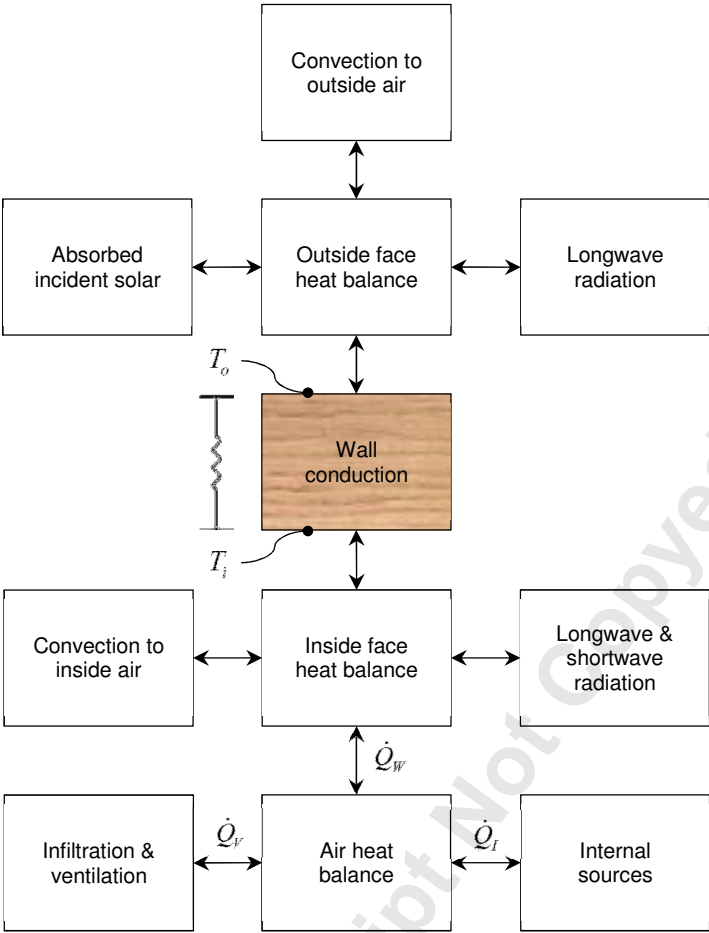 Convection to
outside air
Absorbed
incident solar
Outside face
heat balance
Longwave
radiation
T_o
Wall
conduction
T_i
Convection to
inside air
Inside face
heat balance
Longwave &
shortwave
radiation
Q̇_W
Infiltration &
ventilation
Q̇_V
Air heat
balance
Q̇_I
Internal
sources
Not Copye